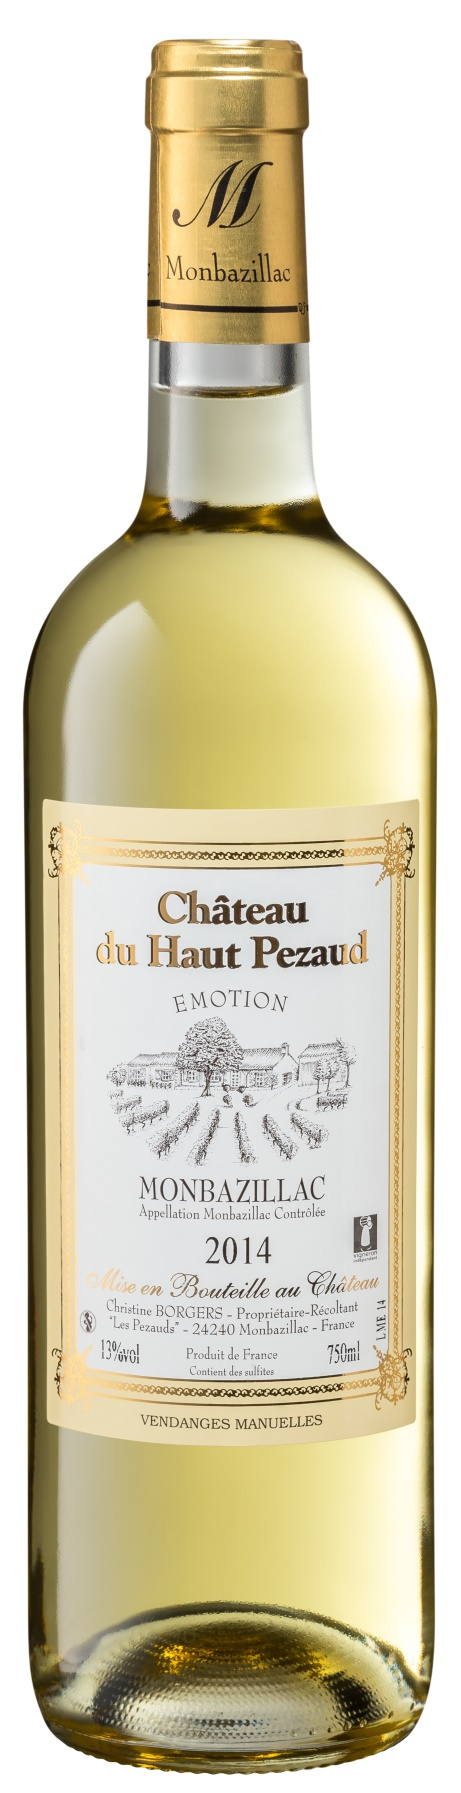 M
Monbazillac
Château
du Haut Pezaud
EMOTION
MONBAZILLAC
Appellation Monbazillac Contrôlée
2014
vigneron
indépendant
Mise en Bouteille au Château
Christine BORGERS - Propriétaire-Récoltant
"Les Pezauds" - 24240 Monbazillac - France
13%vol Produit de France 750ml
Contient des sulfites
L ME 14
VENDANGES MANUELLES